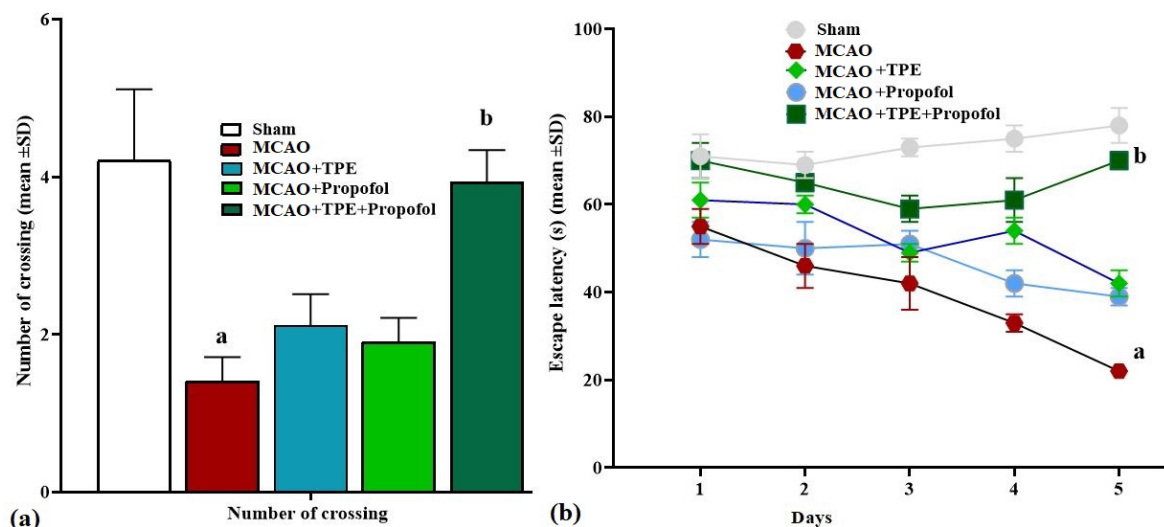 6
4
2
0
Number of crossing (mean ±SD)
Sham
MCAO
MCAO+TPE
MCAO+Propofol
MCAO+TPE+Propofol
a
b
Number of crossing
(a)
100
80
60
40
20
0
Escape latency (s) (mean ±SD)
Sham
MCAO
MCAO+TPE
MCAO+Propofol
MCAO+TPE+Propofol
b
a
1 2 3 4 5
Days
(b)